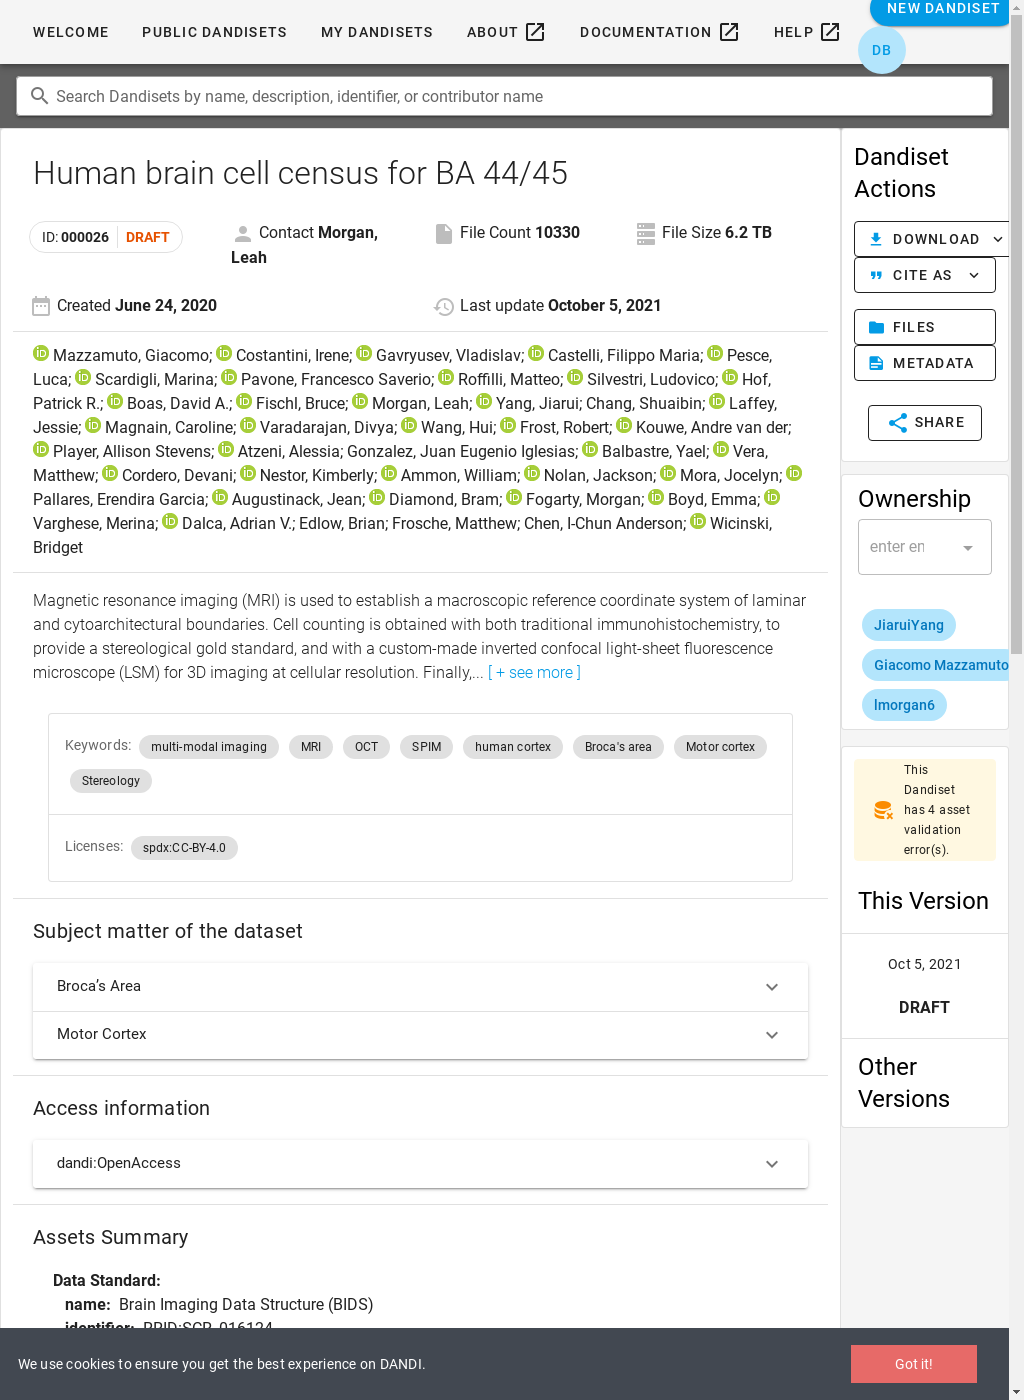 WELCOME PUBLIC DANDISETS MY DANDISETS ABOUT DOCUMENTATION HELP NEW DANDISET
DB
Search Dandisets by name, description, identifier, or contributor name
Human brain cell census for BA 44/45
ID: 000026 DRAFT
Contact Morgan, Leah
File Count 10330
File Size 6.2 TB
Created June 24, 2020
Last update October 5, 2021
Mazzamuto, Giacomo; Costantini, Irene; Gavryusev, Vladislav; Castelli, Filippo Maria; Pesce,
Luca; Scardigli, Marina; Pavone, Francesco Saverio; Roffilli, Matteo; Silvestri, Ludovico; Hof,
Patrick R.; Boas, David A.; Fischl, Bruce; Morgan, Leah; Yang, Jiarui; Chang, Shuaibin; Laffey,
Jessie; Magnain, Caroline; Varadarajan, Divya; Wang, Hui; Frost, Robert; Kouwe, Andre van der;
Player, Allison Stevens; Atzeni, Alessia; Gonzalez, Juan Eugenio Iglesias; Balbastre, Yael; Vera,
Matthew; Cordero, Devani; Nestor, Kimberly; Ammon, William; Nolan, Jackson; Mora, Jocelyn;
Pallares, Erendira Garcia; Augustinack, Jean; Diamond, Bram; Fogarty, Morgan; Boyd, Emma;
Varghese, Merina; Dalca, Adrian V.; Edlow, Brian; Frosche, Matthew; Chen, I-Chun Anderson; Wicinski,
Bridget
Magnetic resonance imaging (MRI) is used to establish a macroscopic reference coordinate system of laminar
and cytoarchitectural boundaries. Cell counting is obtained with both traditional immunohistochemistry, to
provide a stereological gold standard, and with a custom-made inverted confocal light-sheet fluorescence
microscope (LSM) for 3D imaging at cellular resolution. Finally,... [ + see more ]
Keywords: multi-modal imaging MRI OCT SPIM human cortex Broca's area Motor cortex
Stereology
Licenses: spdx:CC-BY-4.0
Subject matter of the dataset
Broca’s Area
Motor Cortex
Access information
dandi:OpenAccess
Assets Summary
Data Standard:
name: Brain Imaging Data Structure (BIDS)
identifier: RRID:SCR_016124
Dandiset
Actions
DOWNLOAD
CITE AS
FILES
METADATA
SHARE
Ownership
enter en
JiaruiYang
Giacomo Mazzamuto
lmorgan6
This
Dandiset
has 4 asset
validation
error(s).
This Version
Oct 5, 2021
DRAFT
Other
Versions
We use cookies to ensure you get the best experience on DANDI.
Got it!